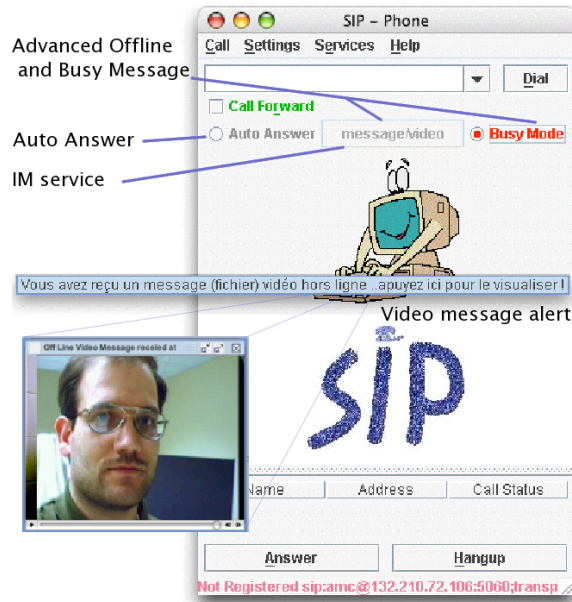 SIP – Phone
Call Settings Services Help
Advanced Offline
and Busy Message
Dial
Call Forward
Auto Answer
Auto Answer
message/video
Busy Mode
IM service
Vous avez reçu un message (fichier) vidéo hors ligne ..apuyez ici pour le visualiser !
Video message alert
Off Line Video Message receied at
SIP
Name Address Call Status
Answer Hangup
Not Registered sip:amc@132.210.72.106:5060;transp